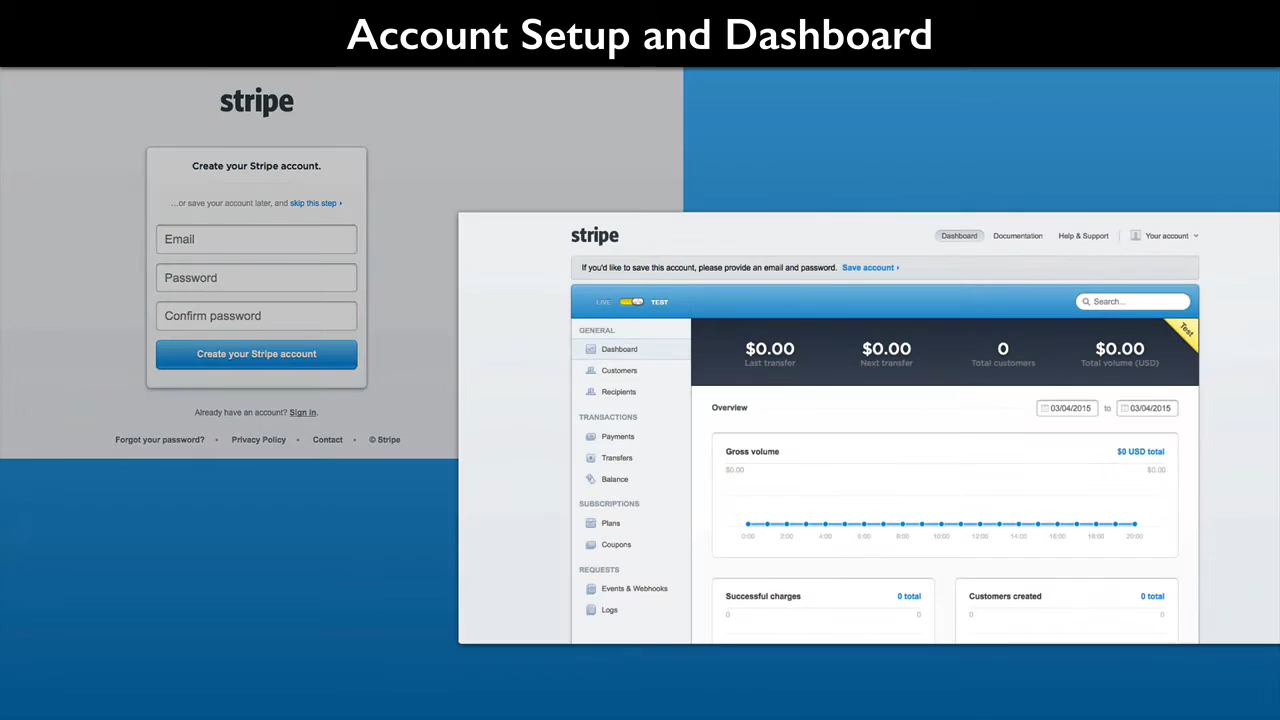 Account Setup and Dashboard
stripe
Create your Stripe account.
...or save your account later, and skip this step ›
Email
Password
Confirm password
Create your Stripe account
Already have an account? Sign in.
Forgot your password? • Privacy Policy • Contact • © Stripe
stripe
Dashboard Documentation Help & Support Your account
If you'd like to save this account, please provide an email and password. Save account ›
LIVE TEST
Search...
GENERAL
Dashboard
Customers
Recipients
TRANSACTIONS
Payments
Transfers
Balance
SUBSCRIPTIONS
Plans
Coupons
REQUESTS
Events & Webhooks
Logs
Test
$0.00 $0.00 0 $0.00
Last transfer Next transfer Total customers Total volume (USD)
Overview 03/04/2015 to 03/04/2015
Gross volume $0 USD total
$0.00 $0.00
0:00 2:00 4:00 6:00 8:00 10:00 12:00 14:00 16:00 18:00 20:00
Successful charges 0 total
0 0
Customers created 0 total
0 0